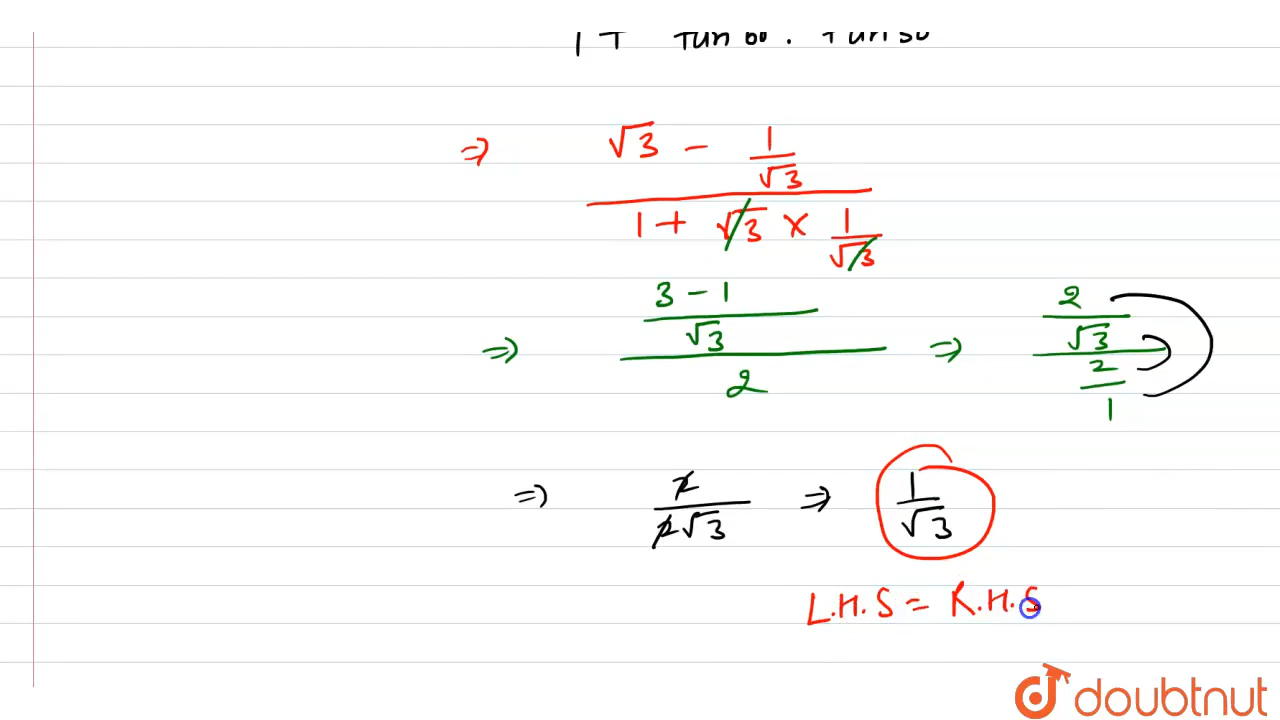 ⇒ √3 - 1/√3
1 + √3 × 1/√3
⇒ 3 - 1/√3 / 2 ⇒ 2/√3 / 2/1
⇒ 2/2√3 ⇒ 1/√3
L.H.S = R.H.S
doubtnut